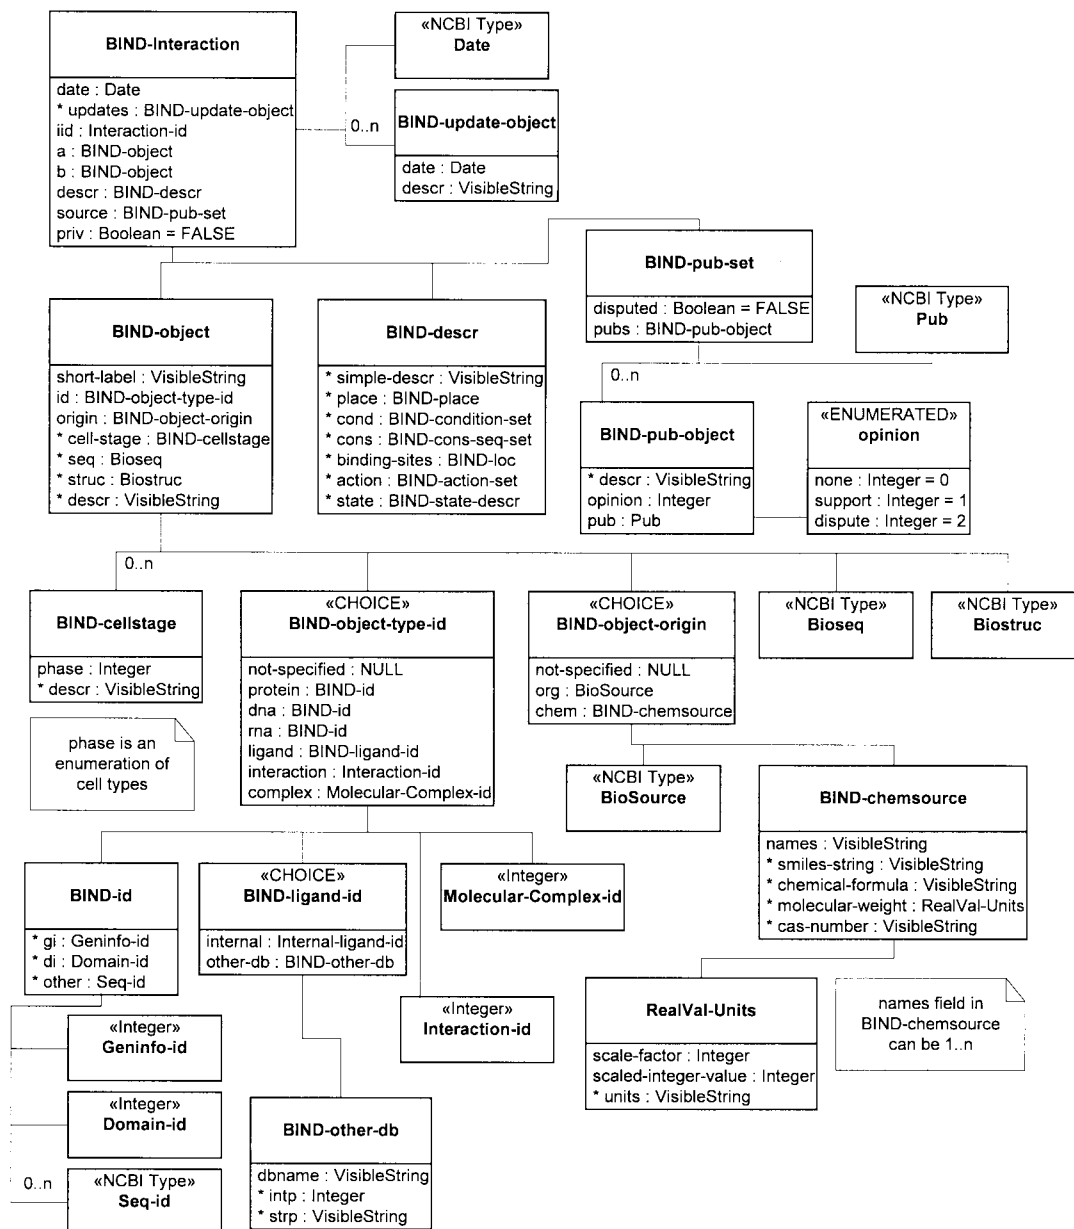 BIND-Interaction
date : Date
* updates : BIND-update-object
iid : Interaction-id
a : BIND-object
b : BIND-object
descr : BIND-descr
source : BIND-pub-set
priv : Boolean = FALSE
«NCBI Type»
Date
0..n
BIND-update-object
date : Date
descr : VisibleString
BIND-pub-set
disputed : Boolean = FALSE
pubs : BIND-pub-object
«NCBI Type»
Pub
BIND-object
short-label : VisibleString
id : BIND-object-type-id
origin : BIND-object-origin
* cell-stage : BIND-cellstage
* seq : Bioseq
* struc : Biostruc
* descr : VisibleString
BIND-descr
* simple-descr : VisibleString
* place : BIND-place
* cond : BIND-condition-set
* cons : BIND-cons-seq-set
* binding-sites : BIND-loc
* action : BIND-action-set
* state : BIND-state-descr
0..n
BIND-pub-object
* descr : VisibleString
opinion : Integer
pub : Pub
«ENUMERATED»
opinion
none : Integer = 0
support : Integer = 1
dispute : Integer = 2
0..n
BIND-cellstage
phase : Integer
* descr : VisibleString
phase is an
enumeration of
cell types
«CHOICE»
BIND-object-type-id
not-specified : NULL
protein : BIND-id
dna : BIND-id
rna : BIND-id
ligand : BIND-ligand-id
interaction : Interaction-id
complex : Molecular-Complex-id
«CHOICE»
BIND-object-origin
not-specified : NULL
org : BioSource
chem : BIND-chemsource
«NCBI Type»
Bioseq
«NCBI Type»
Biostruc
«NCBI Type»
BioSource
BIND-chemsource
names : VisibleString
* smiles-string : VisibleString
* chemical-formula : VisibleString
* molecular-weight : RealVal-Units
* cas-number : VisibleString
BIND-id
* gi : Geninfo-id
* di : Domain-id
* other : Seq-id
«CHOICE»
BIND-ligand-id
internal : Internal-ligand-id
other-db : BIND-other-db
«Integer»
Molecular-Complex-id
«Integer»
Interaction-id
RealVal-Units
scale-factor : Integer
scaled-integer-value : Integer
* units : VisibleString
names field in
BIND-chemsource
can be 1..n
«Integer»
Geninfo-id
«Integer»
Domain-id
0..n
«NCBI Type»
Seq-id
BIND-other-db
dbname : VisibleString
* intp : Integer
* strp : VisibleString